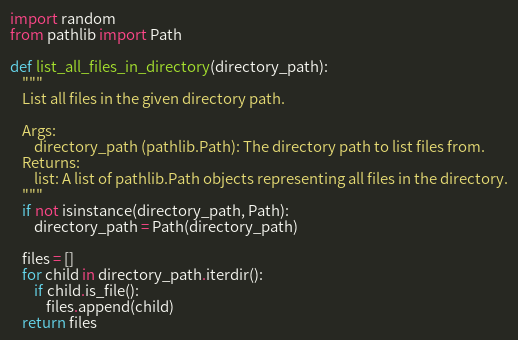 import random
from pathlib import Path

def list_all_files_in_directory(directory_path):
    """
    List all files in the given directory path.

    Args:
        directory_path (pathlib.Path): The directory path to list files from.
    Returns:
        list: A list of pathlib.Path objects representing all files in the directory.
    """
    if not isinstance(directory_path, Path):
        directory_path = Path(directory_path)

    files = []
    for child in directory_path.iterdir():
        if child.is_file():
            files.append(child)
    return files